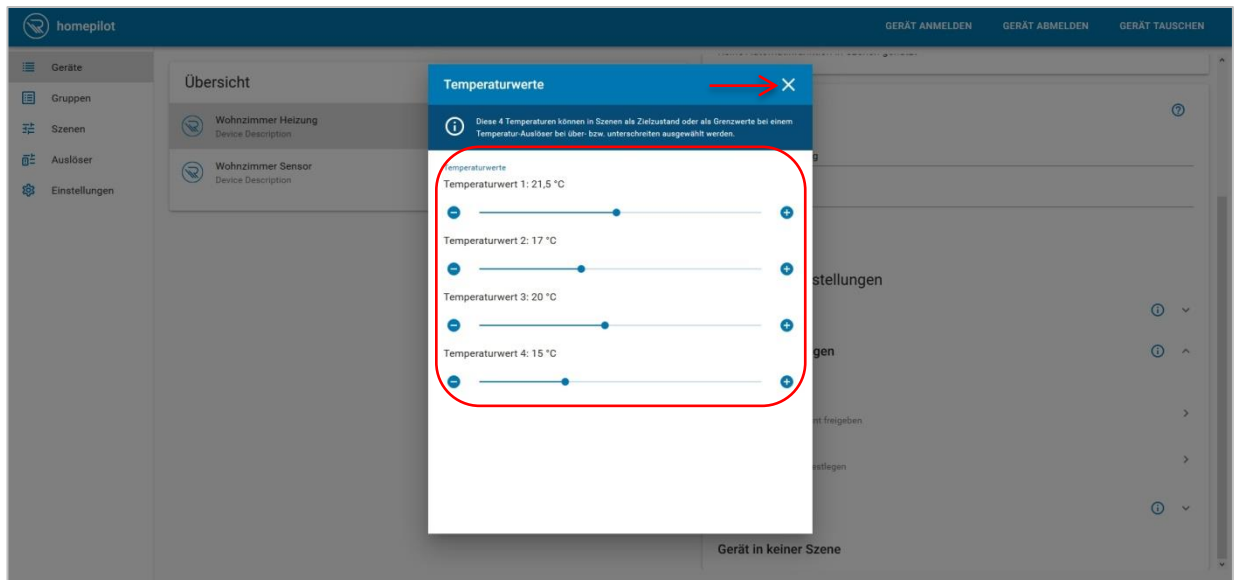 homepilot
GERÄT ANMELDEN
GERÄT ABMELDEN
GERÄT TAUSCHEN
Geräte
Gruppen
Szenen
Auslöser
Einstellungen
Übersicht
Wohnzimmer Heizung
Device Description
Wohnzimmer Sensor
Device Description
Temperaturwerte
Diese 4 Temperaturen können in Szenen als Zielzustand oder als Grenzwerte bei einem
Temperatur-Auslöser bei über- bzw. unterschreiten ausgewählt werden.
Temperaturwerte
Temperaturwert 1: 21,5 °C
Temperaturwert 2: 17 °C
Temperaturwert 3: 20 °C
Temperaturwert 4: 15 °C
g
stellungen
gen
nt freigeben
estlegen
Gerät in keiner Szene